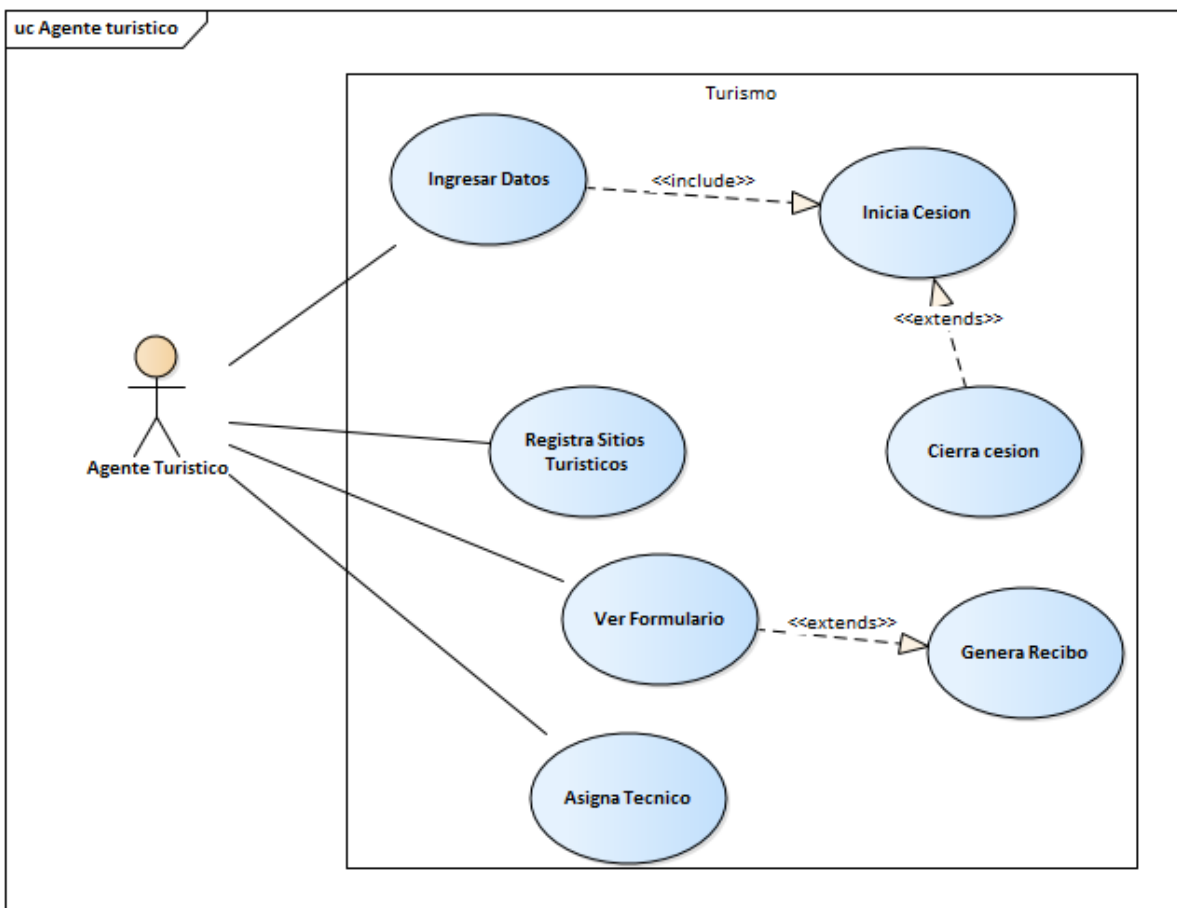 uc Agente turistico
Turismo
Ingresar Datos
<<include>>
Inicia Cesion
<<extends>>
Agente Turistico
Registra Sitios
Turisticos
Cierra cesion
Ver Formulario
<<extends>>
Genera Recibo
Asigna Tecnico